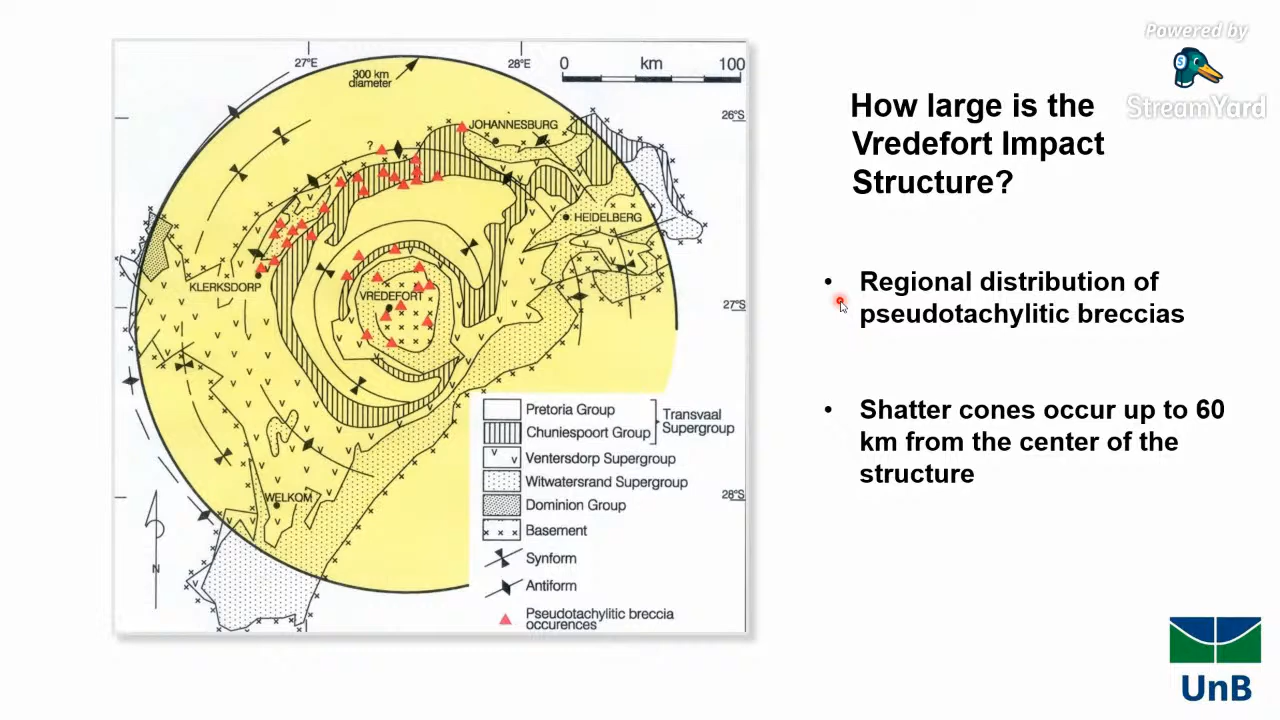 Powered by
StreamYard
How large is the
Vredefort Impact
Structure?
• Regional distribution of
pseudotachylitic breccias
• Shatter cones occur up to 60
km from the center of the
structure
27°E
28°E
300 km
diameter
0 km 100
26°S
JOHANNESBURG
?
HEIDELBERG
KLERKSDORP
VREDEFORT
27°S
WELKOM
28°S
N
Pretoria Group
Chuniespoort Group
Transvaal
Supergroup
Ventersdorp Supergroup
Witwatersrand Supergroup
Dominion Group
Basement
Synform
Antiform
Pseudotachylitic breccia
occurences
UnB